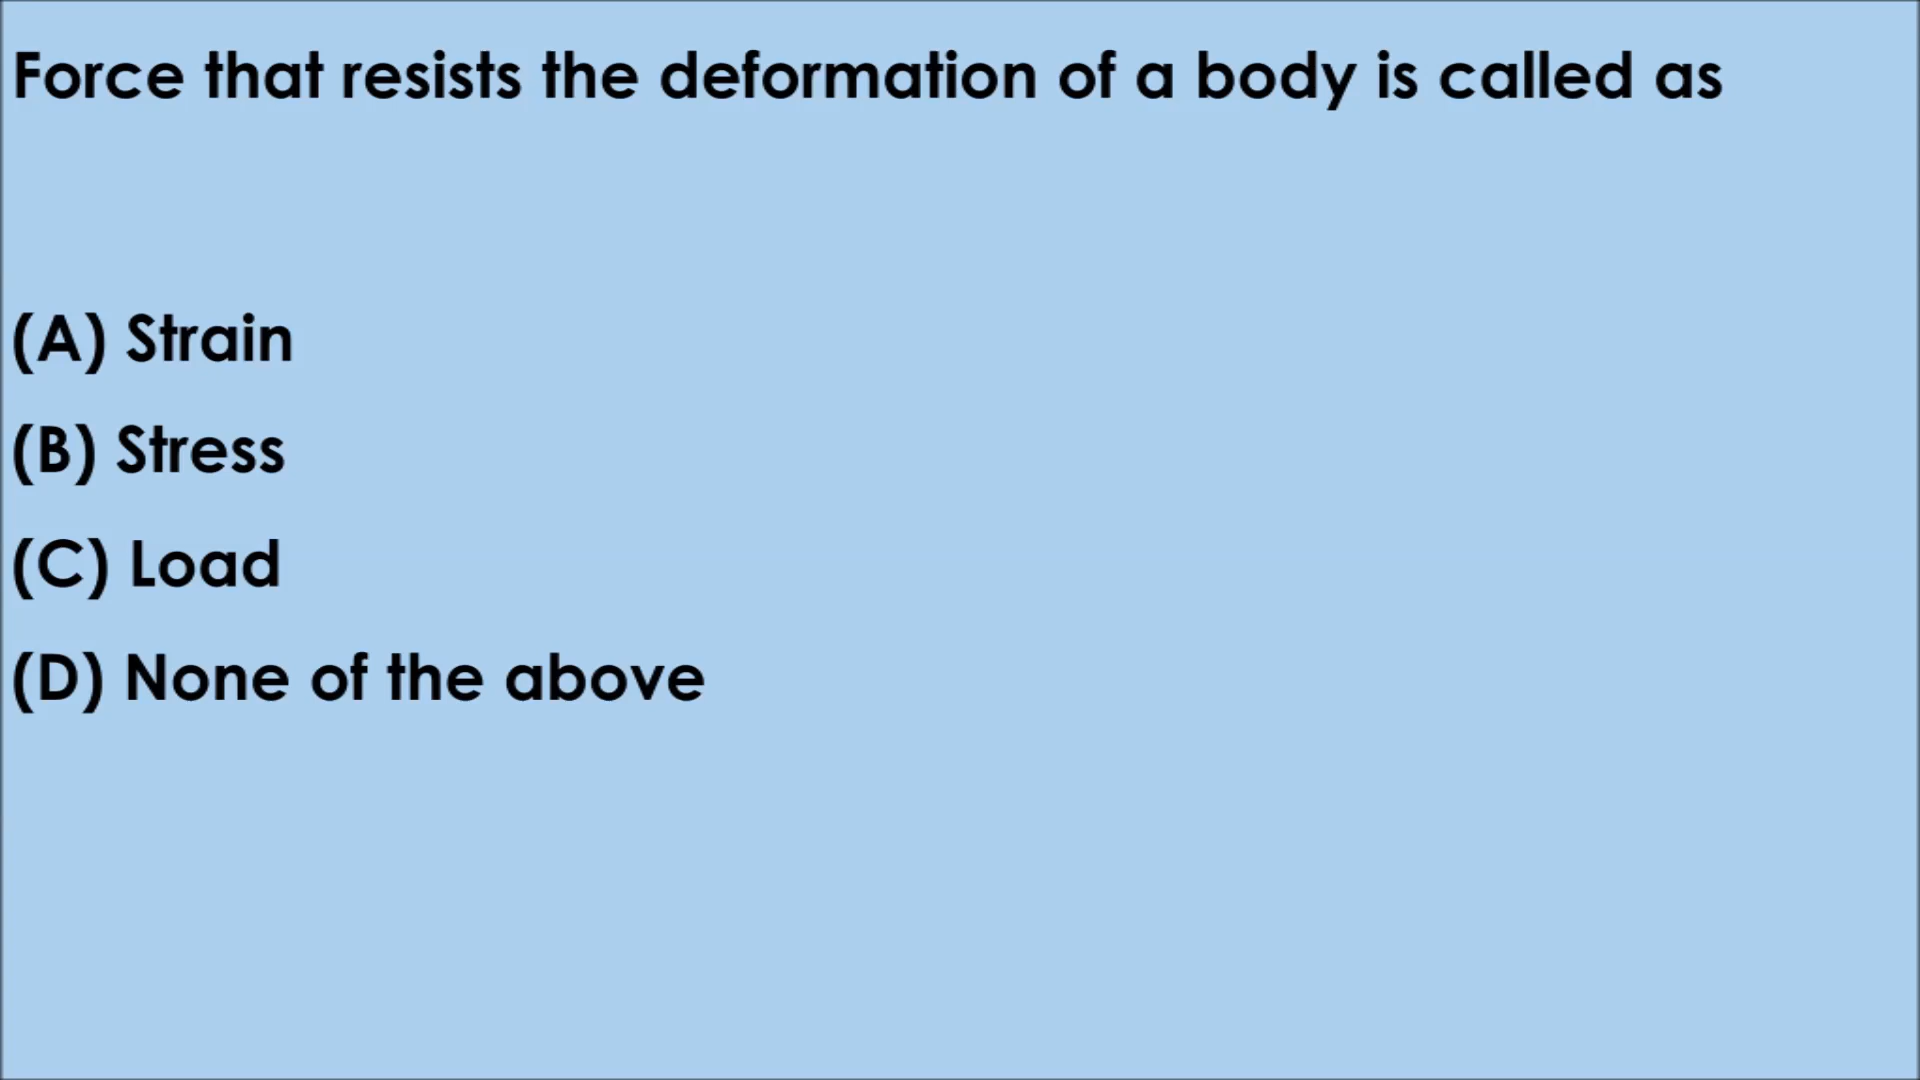 Force that resists the deformation of a body is called as
(A) Strain
(B) Stress
(C) Load
(D) None of the above